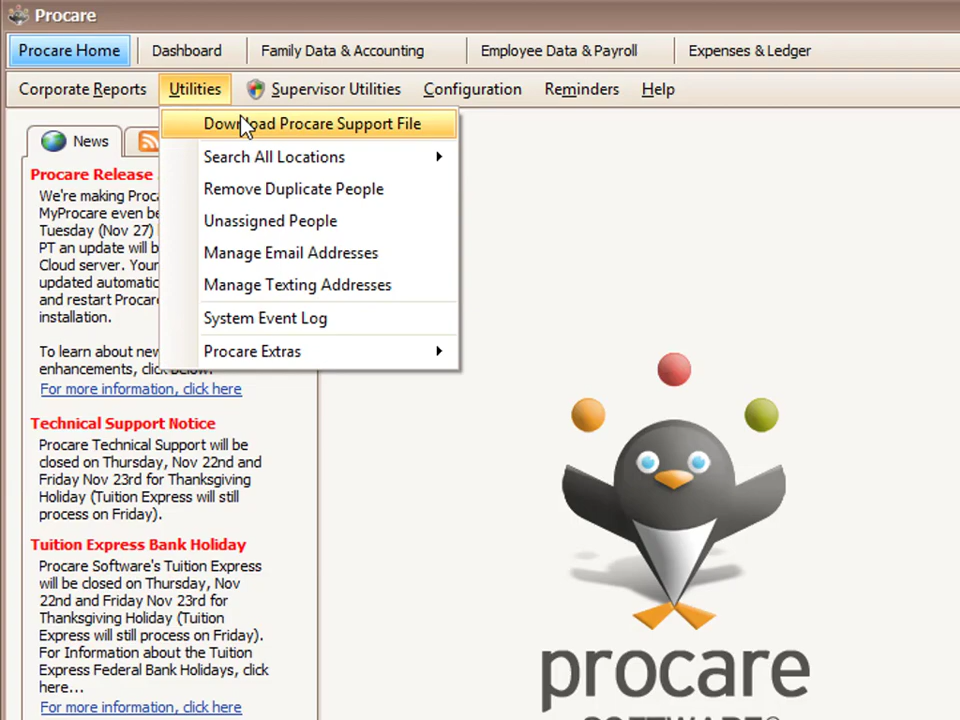 Procare
Procare Home Dashboard Family Data & Accounting Employee Data & Payroll Expenses & Ledger
Corporate Reports Utilities Supervisor Utilities Configuration Reminders Help
Download Procare Support File
Search All Locations
Remove Duplicate People
Unassigned People
Manage Email Addresses
Manage Texting Addresses
System Event Log
Procare Extras
News
Procare Release
We're making
MyProcare even be
Tuesday (Nov 27)
PT an update will b
Cloud server. Your
updated automatic
and restart Procar
installation.
To learn about new
enhancements, click below.
For more information, click here
Technical Support Notice
Procare Technical Support will be
closed on Thursday, Nov 22nd and
Friday Nov 23rd for Thanksgiving
Holiday (Tuition Express will still
process on Friday).
Tuition Express Bank Holiday
Procare Software's Tuition Express
will be closed on Thursday, Nov
22nd and Friday Nov 23rd for
Thanksgiving Holiday (Tuition
Express will still process on Friday).
For Information about the Tuition
Express Federal Bank Holidays, click
here...
For more information, click here
procare
SOFTWARE®